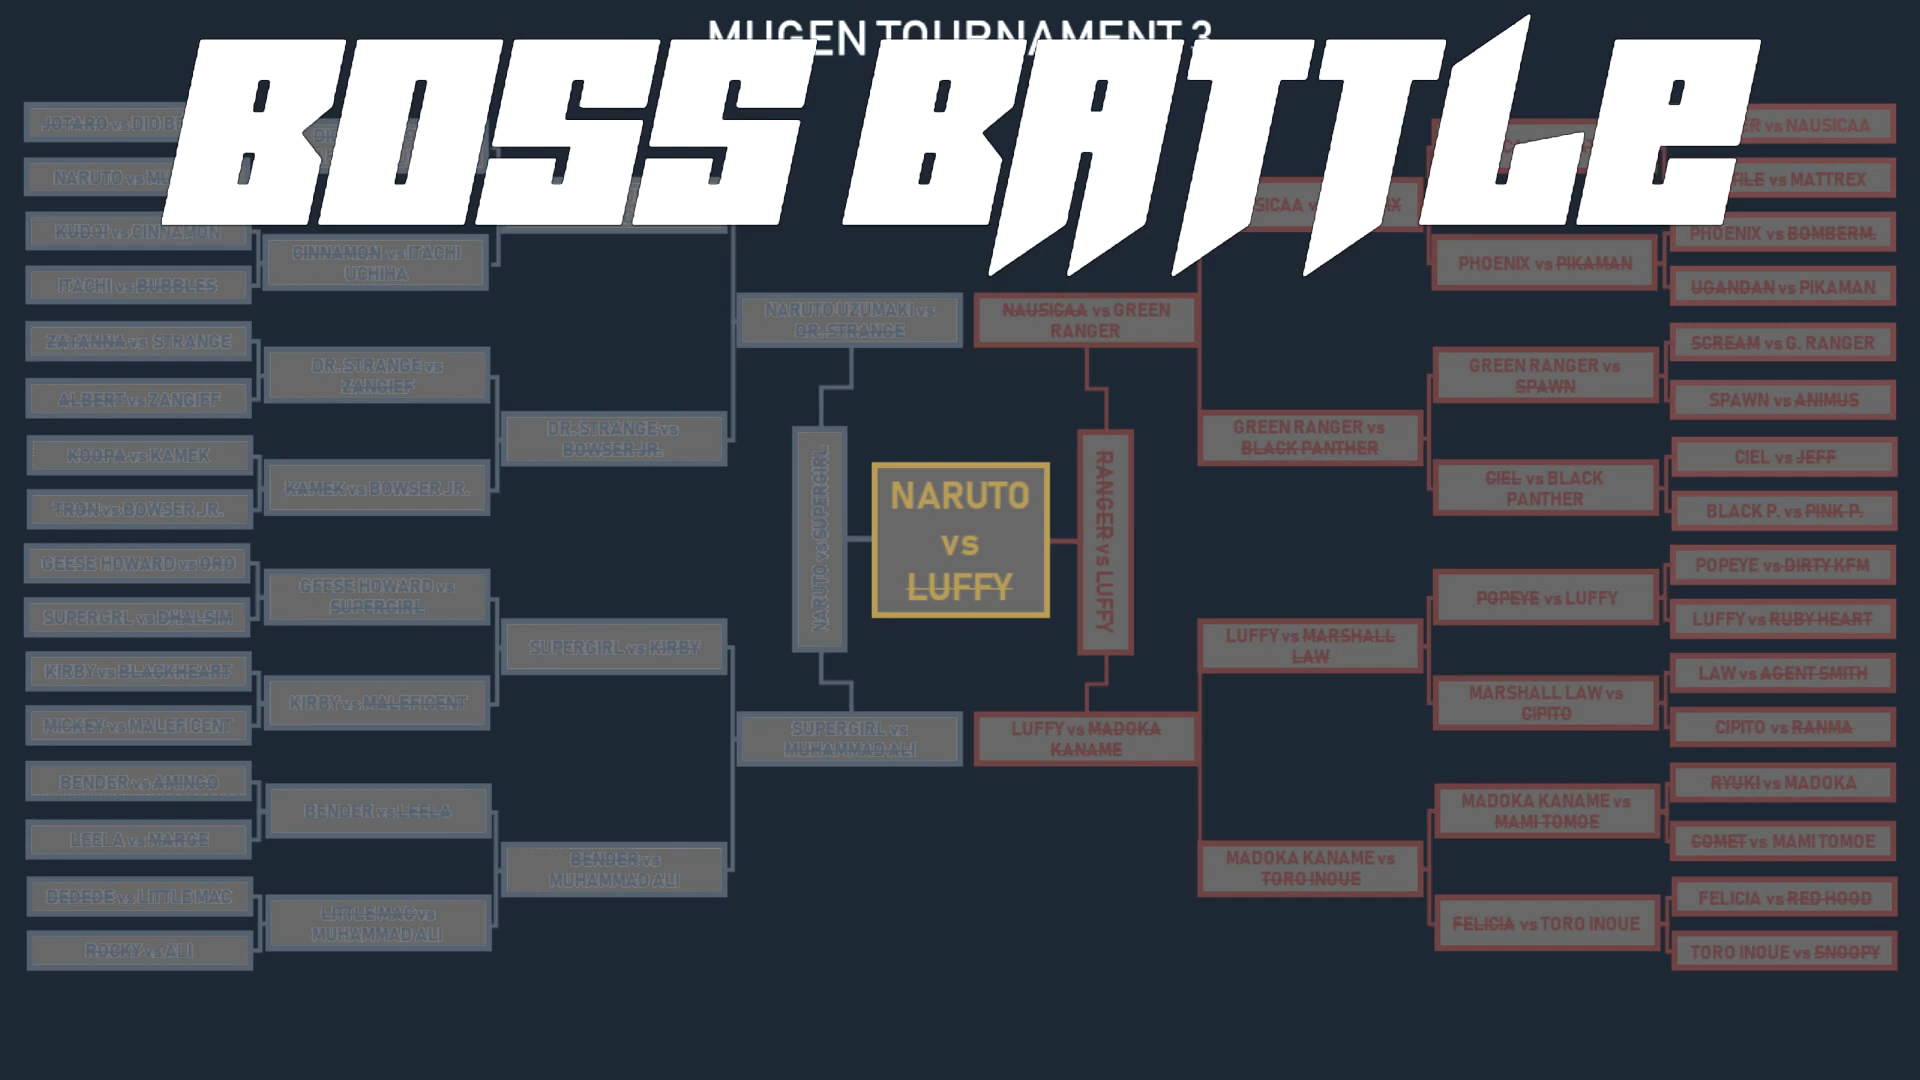 MUGEN TOURNAMENT 3
BOSS BATTLE
JOTARO vs DIO
NARUTO vs
KUDOI vs CINNAMON
ITACHI vs BUBBLES
ZATANNA vs STRANGE
ALBERT vs ZANGIEF
KOOPA vs KAMEK
TRON vs BOWSER JR.
GEESE HOWARD vs ORO
SUPERGRL vs DHALSIM
KIRBY vs BLACKHEART
MICKEY vs MALEFICENT
BENDER vs AMINGO
LEELA vs MARGE
DEDEDE vs LITTLE MAC
ROCKY vs ALI
CINNAMON vs ITACHI
UCHIHA
DR. STRANGE vs
ZANGIEF
KAMEK vs BOWSER JR.
GEESE HOWARD vs
SUPERGIRL
KIRBY vs MALEFICENT
BENDER vs LEELA
LITTLE MAC vs
MUHAMMAD ALI
DR. STRANGE vs
BOWSER JR.
SUPERGIRL vs KIRBY
BENDER vs
MUHAMMAD ALI
NARUTO UZUMAKI vs
DR. STRANGE
SUPERGIRL vs
MUHAMMAD ALI
NARUTO vs SUPERGIRL
NARUTO
vs
LUFFY
RANGER vs LUFFY
NAUSICAA vs GREEN
RANGER
LUFFY vs MADOKA
KANAME
GREEN RANGER vs
BLACK PANTHER
LUFFY vs MARSHALL
LAW
MADOKA KANAME vs
TORO INOUE
PHOENIX vs PIKAMAN
GREEN RANGER vs
SPAWN
CIEL vs BLACK
PANTHER
POPEYE vs LUFFY
MARSHALL LAW vs
CIPITO
MADOKA KANAME vs
MAMI TOMOE
FELICIA vs TORO INOUE
vs NAUSICAA
vs MATTREX
PHOENIX vs BOMBERM.
UGANDAN vs PIKAMAN
SCREAM vs G. RANGER
SPAWN vs ANIMUS
CIEL vs JEFF
BLACK P. vs PINK P.
POPEYE vs DIRTY KFM
LUFFY vs RUBY HEART
LAW vs AGENT SMITH
CIPITO vs RANMA
RYUKI vs MADOKA
COMET vs MAMI TOMOE
FELICIA vs RED HOOD
TORO INOUE vs SNOOPY